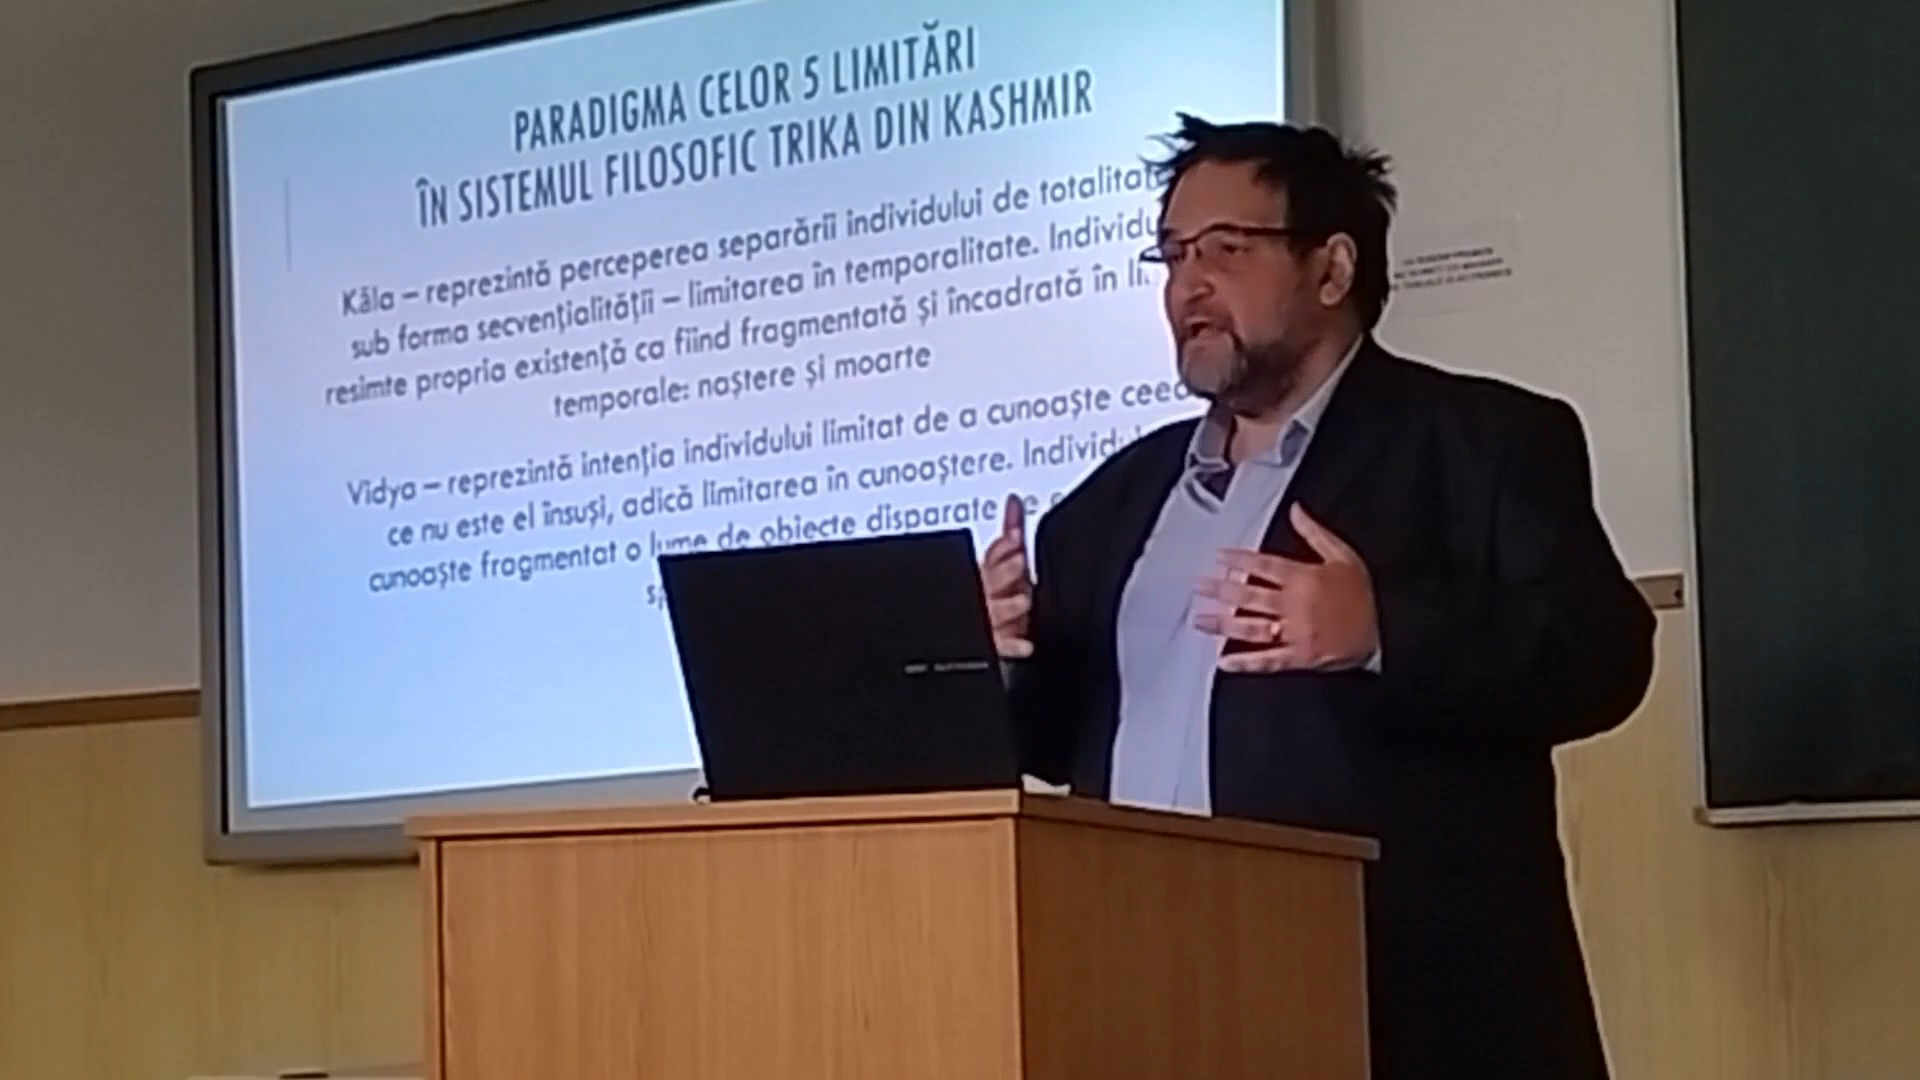 PARADIGMA CELOR 5 LIMITĂRI
ÎN SISTEMUL FILOSOFIC TRIKA DIN KASHMIR
Kāla – reprezintă perceperea separării individului de
sub forma secvențialității – limitarea în temporalitate.
resimte propria existență ca fiind fragmentată și încadrată în
temporale: naștere și moarte
Vidya – reprezintă intenția individului limitat de a cunoaște
ce nu este el însuși, adică limitarea în cunoaștere.
cunoaște fragmentat o lume de obiecte disparate